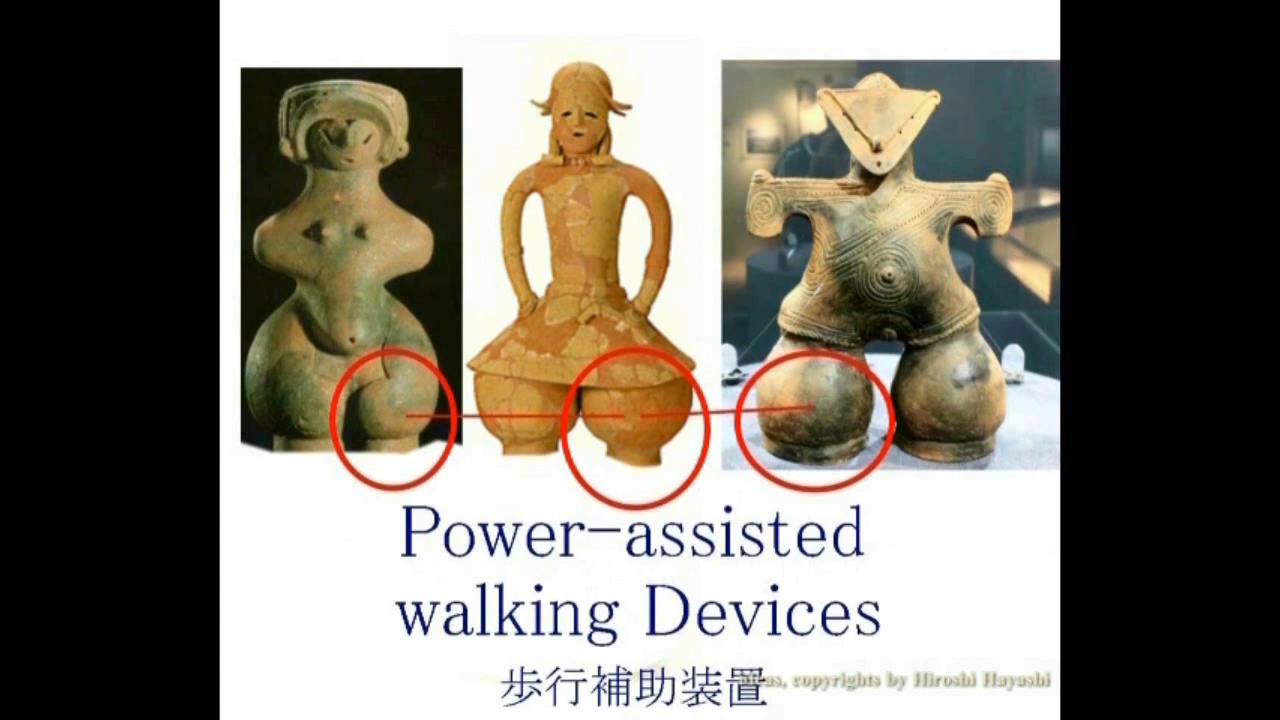 Power-assisted
walking Devices
歩行補助装置
copyrights by Hiroshi Hayashi